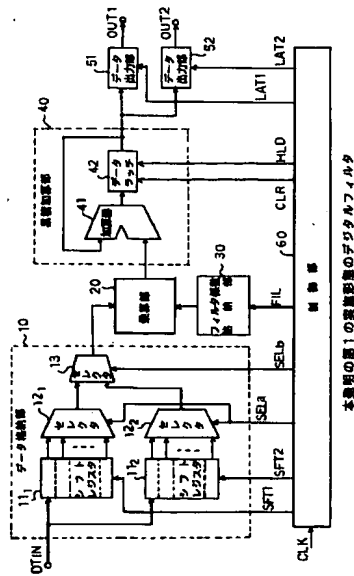 OUT1
OUT2
51
データ
出力部
52
データ
出力部
LAT1
LAT2
40
累積加算部
42
データ
ラッチ
41
加算器
HLD
CLR
20
乗算部
30
フィルタ係数
格納部
FIL
60
制御部
10
データ格納部
13
セレクタ
12₁
セレクタ
12₂
セレクタ
SELb
SELa
11₁
シフト
レジスタ
11₂
シフト
レジスタ
SFT2
SFT1
DTIN
CLK
本発明の第1の実施形態のデジタルフィルタ